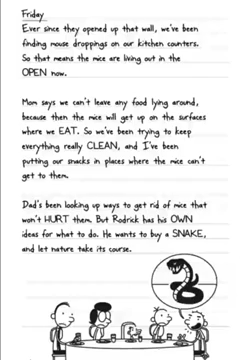 Friday
Ever since they opened up that wall, we've been
finding mouse droppings on our kitchen counters.
So that means the mice are living out in the
OPEN now.
Mom says we can't leave any food lying around,
because then the mice will get up on the surfaces
where we EAT. So we've been trying to keep
everything really CLEAN, and I've been
putting our snacks in places where the mice can't
get to them.
Dad's been looking up ways to get rid of mice that
won't HURT them. But Rodrick has his OWN
ideas for what to do. He wants to buy a SNAKE,
and let nature take its course.